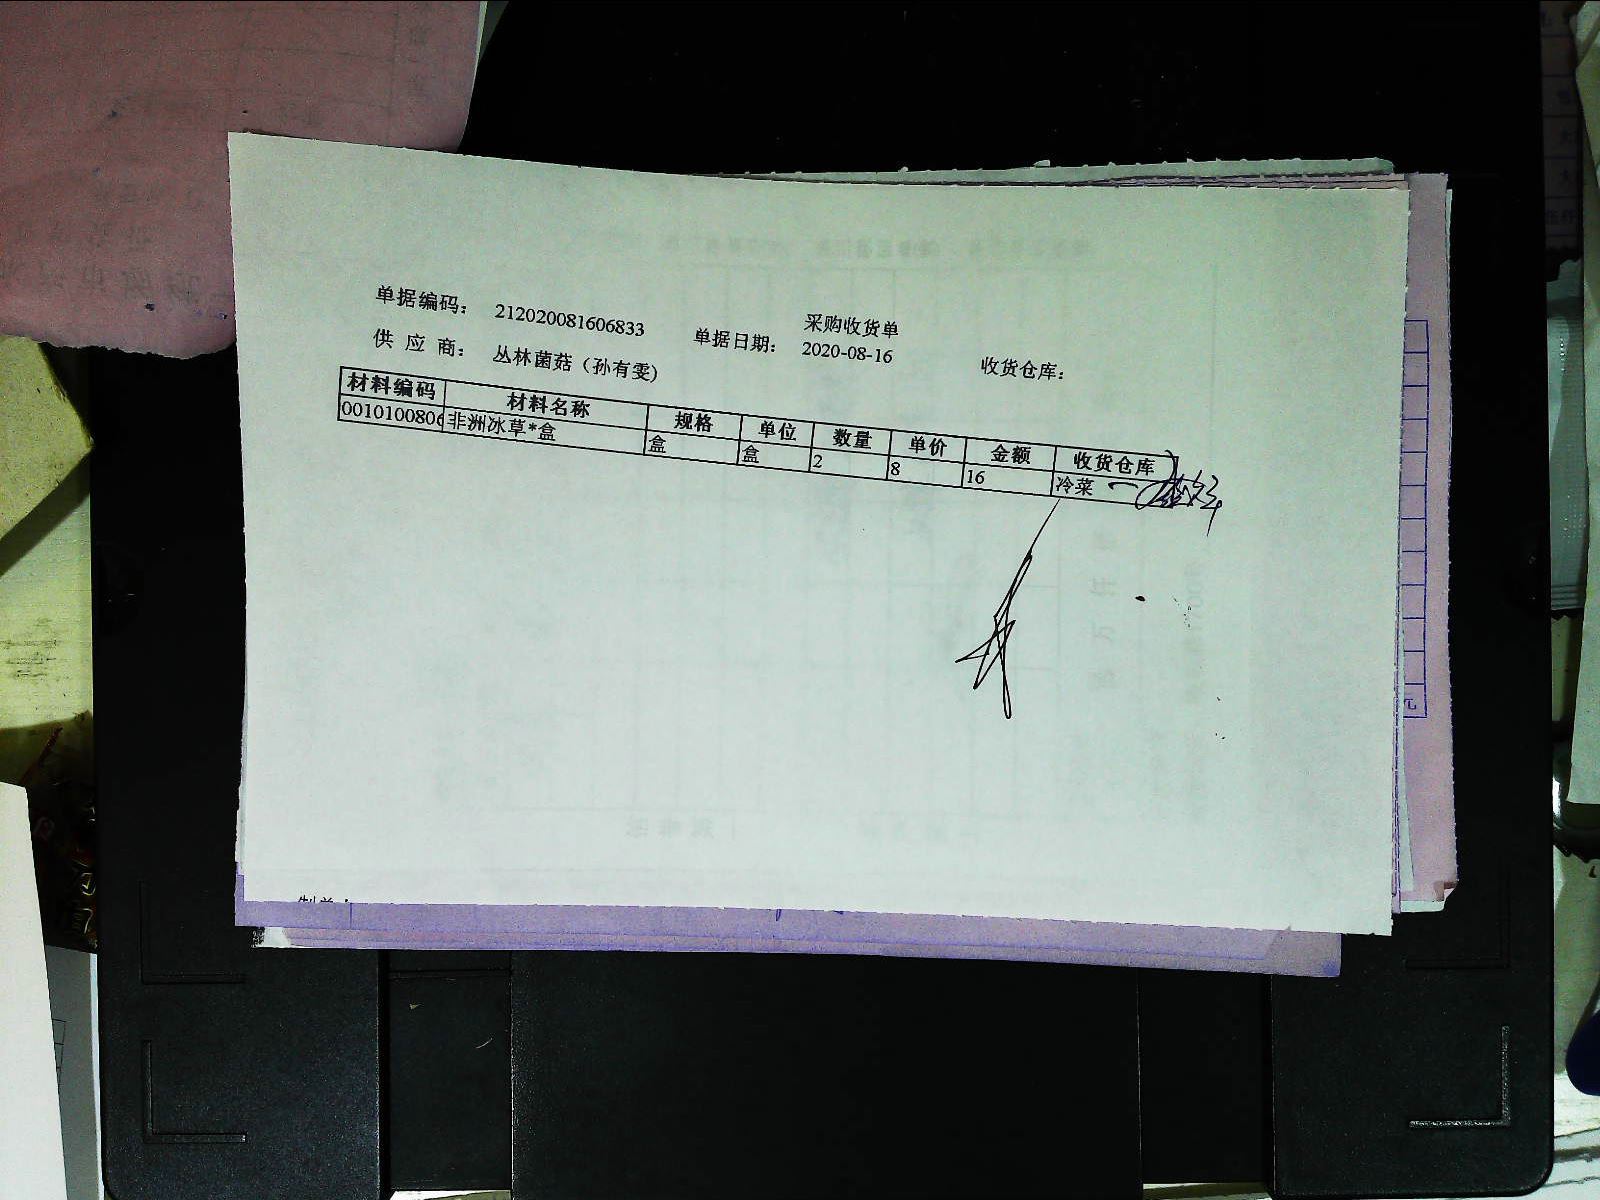 采购收货单
单据编码： 212020081606833 单据日期： 2020-08-16 收货仓库：
供 应 商： 丛林菌菇（孙有雯)
材料编码 材料名称 规格 单位 数量 单价 金额 收货仓库
0010100806 非洲冰草*盒 盒 盒 2 8 16 冷菜
制单：